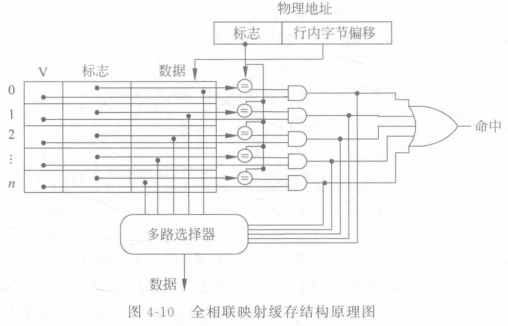 物理地址
标志 行内字节偏移
V 标志 数据
0
1
2
⋮
n
=
=
=
=
=
命中
多路选择器
数据
图 4-10 全相联映射缓存结构原理图